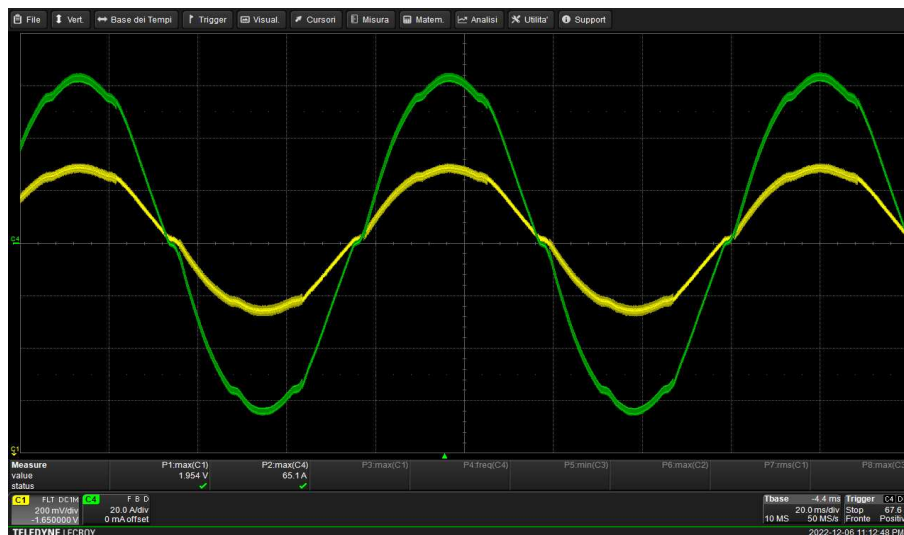 File Vert. Base dei Tempi Trigger Visual. Cursori Misura Matem. Analisi Utilita' Support
C4
C1
Measure P1:max(C1) P2:max(C4) P3:max(C1) P4:freq(C4) P5:min(C3) P6:max(C2) P7:rms(C1) P8:max(C3
value 1.954 V 65.1 A
status
C1 FLT DC1M C4 F B D Tbase -4.4 ms Trigger C4 D
200 mV/div 20.0 A/div 20.0 ms/div Stop 67.6
-1.650000 V 0 mA offset 10 MS 50 MS/s Fronte Positiv
TELEDYNE LECROY 2022-12-06 11:12:48 PM